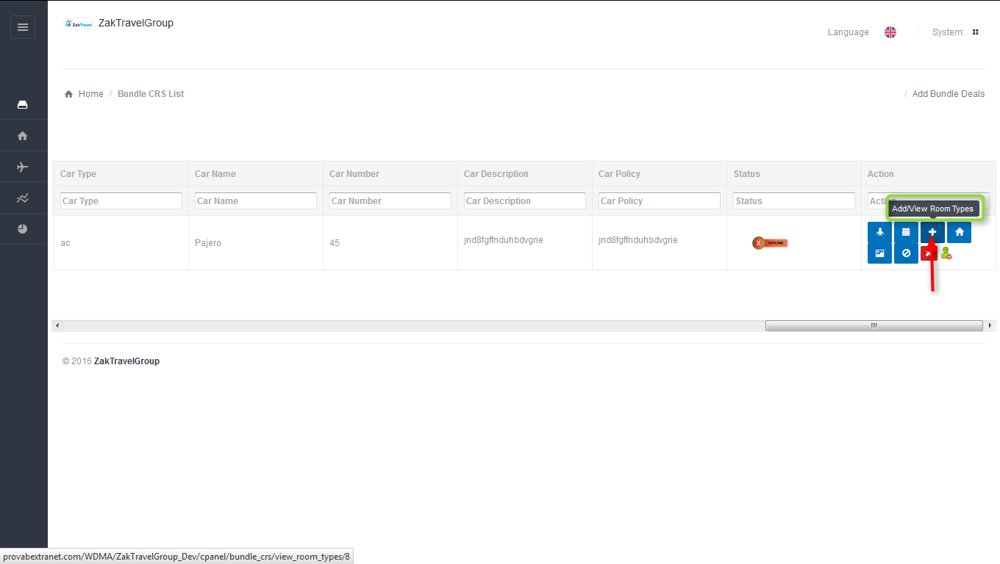 ZakTravel ZakTravelGroup
Language System:
Home / Bundle CRS List / Add Bundle Deals
Car Type Car Name Car Number Car Description Car Policy Status Action
Car Type Car Name Car Number Car Description Car Policy Status
Add/View Room Types
ac Pajero 45 jnd8fgffnduhbdvgrie jnd8fgffnduhbdvgrie X OFFLINE
© 2016 ZakTravelGroup
provabextranet.com/WDMA/ZakTravelGroup_Dev/cpanel/bundle_crs/view_room_types/8